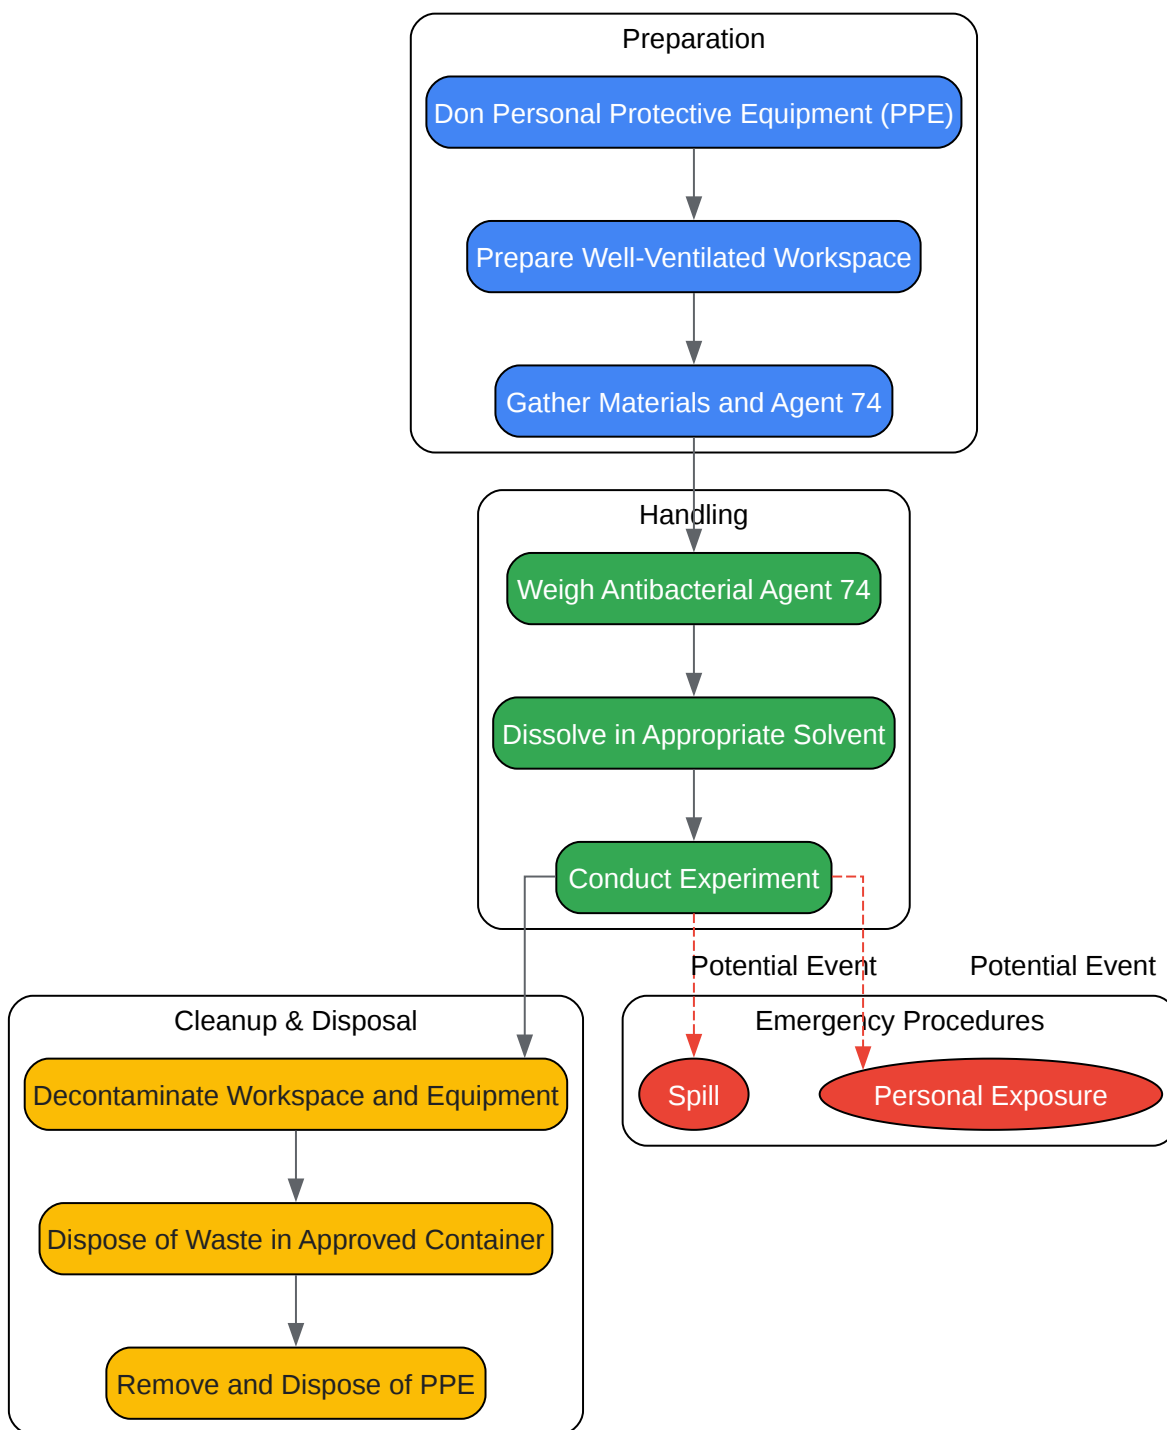 Preparation
Don Personal Protective Equipment (PPE)
Prepare Well-Ventilated Workspace
Gather Materials and Agent 74
Handling
Weigh Antibacterial Agent 74
Dissolve in Appropriate Solvent
Conduct Experiment
Potential Event
Potential Event
Cleanup & Disposal
Decontaminate Workspace and Equipment
Dispose of Waste in Approved Container
Remove and Dispose of PPE
Emergency Procedures
Spill
Personal Exposure